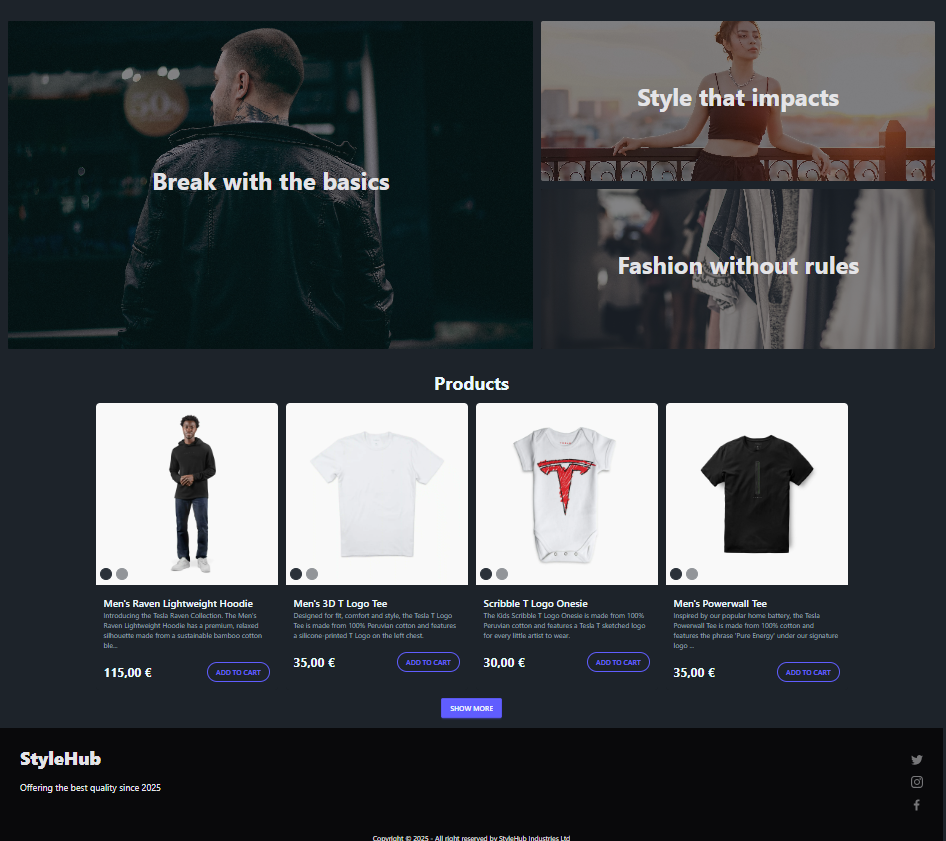 50s
Break with the basics
Style that impacts
Fashion without rules
Products
Men's Raven Lightweight Hoodie
Introducing the Tesla Raven Collection. The Men's
Raven Lightweight Hoodie has a premium, relaxed
silhouette made from a sustainable bamboo cotton
ble...
115,00 €
ADD TO CART
Men's 3D T Logo Tee
Designed for fit, comfort and style, the Tesla T Logo
Tee is made from 100% Peruvian cotton and features
a silicone-printed T Logo on the left chest.
35,00 €
ADD TO CART
Scribble T Logo Onesie
The Kids Scribble T Logo Onesie is made from 100%
Peruvian cotton and features a Tesla T sketched logo
for every little artist to wear.
30,00 €
ADD TO CART
Men's Powerwall Tee
Inspired by our popular home battery, the Tesla
Powerwall Tee is made from 100% cotton and
features the phrase 'Pure Energy' under our signature
logo ...
35,00 €
ADD TO CART
SHOW MORE
StyleHub
Offering the best quality since 2025
Copyright © 2025 - All right reserved by StyleHub Industries Ltd